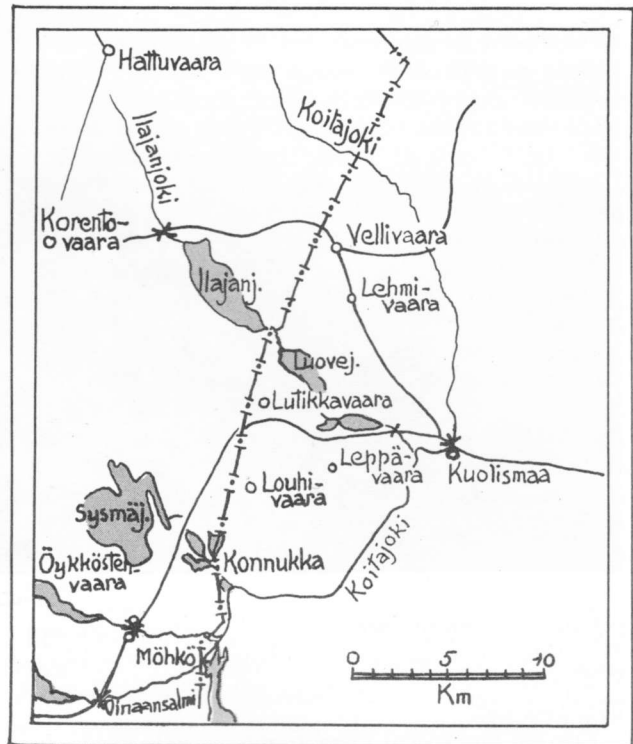 Hattuvaara
Koitajoki
Ilajanjoki
Korento-
vaara
Vellivaara
Ilajanj.
Lehmi-
vaara
Luovej.
Lutikkavaara
Leppä-
vaara
Kuolismaa
Louhi-
vaara
Sysmäj.
Konnukka
Öykkösten-
vaara
Koitajoki
Möhkö
Oinaansalmi
0 5 10
Km